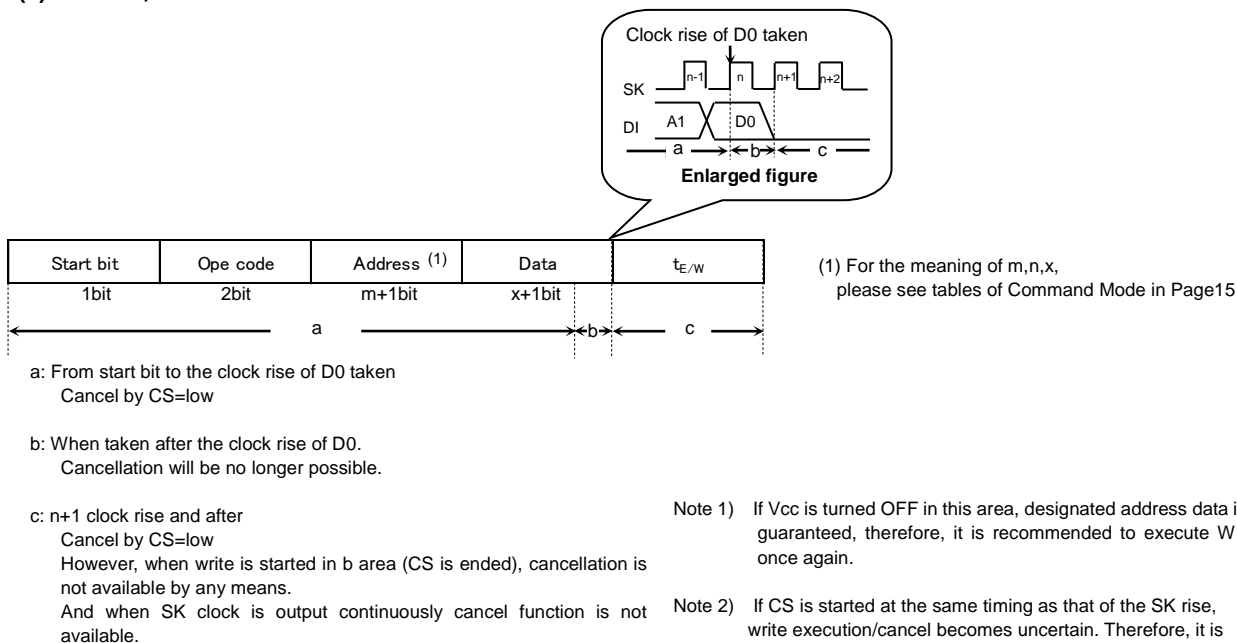 Clock rise of D0 taken
SK n-1 n n+1 n+2
DI A1 D0
a b c
Enlarged figure
Start bit Ope code Address (1) Data tE/W
1bit 2bit m+1bit x+1bit
a b c
(1) For the meaning of m,n,x,
please see tables of Command Mode in Page15
a: From start bit to the clock rise of D0 taken
Cancel by CS=low
b: When taken after the clock rise of D0.
Cancellation will be no longer possible.
c: n+1 clock rise and after
Cancel by CS=low
However, when write is started in b area (CS is ended), cancellation is
not available by any means.
And when SK clock is output continuously cancel function is not
available.
Note 1) If Vcc is turned OFF in this area, designated address data i
guaranteed, therefore, it is recommended to execute W
once again.
Note 2) If CS is started at the same timing as that of the SK rise,
write execution/cancel becomes uncertain. Therefore, it is